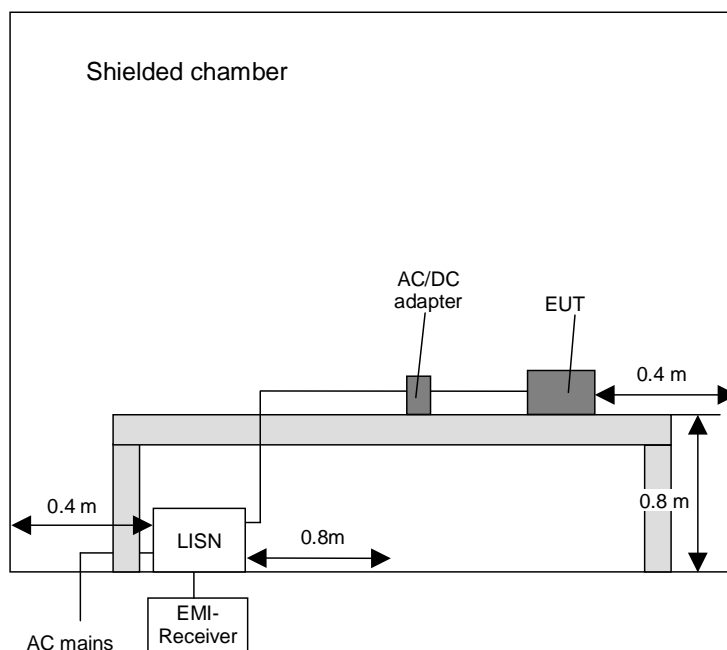 Shielded chamber
AC/DC
adapter
EUT
0.4 m
0.4 m
0.8 m
LISN
0.8m
EMI-
Receiver
AC mains